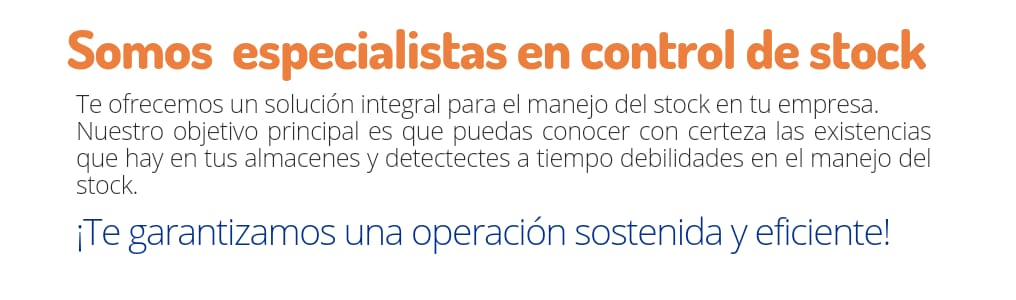 Somos especialistas en control de stock
Te ofrecemos un solución integral para el manejo del stock en tu empresa.
Nuestro objetivo principal es que puedas conocer con certeza las existencias
que hay en tus almacenes y detectectes a tiempo debilidades en el manejo del
stock.
¡Te garantizamos una operación sostenida y eficiente!